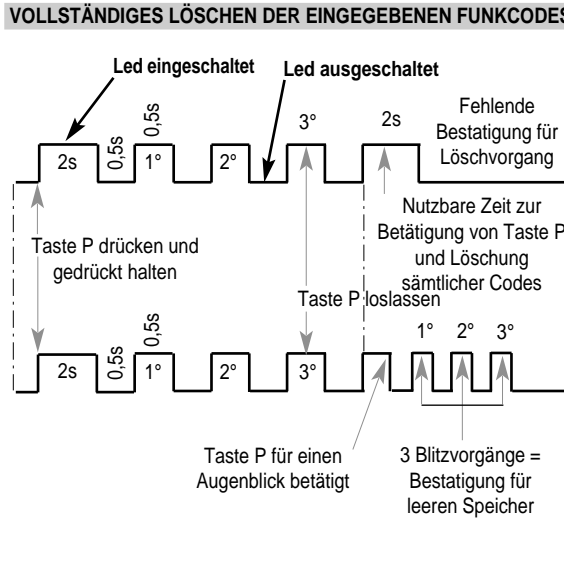 VOLLSTÄNDIGES LÖSCHEN DER EINGEGEBENEN FUNKCODES
Led eingeschaltet
Led ausgeschaltet
2s
0,5s
0,5s
1°
2°
3°
2s
Fehlende
Bestatigung für
Löschvorgang
Taste P drücken und
gedrückt halten
Nutzbare Zeit zur
Betätigung von Taste P
und Löschung
sämtlicher Codes
Taste P loslassen
2s
0,5s
0,5s
1°
2°
3°
1° 2° 3°
Taste P für einen
Augenblick betätigt
3 Blitzvorgänge =
Bestatigung für
leeren Speicher